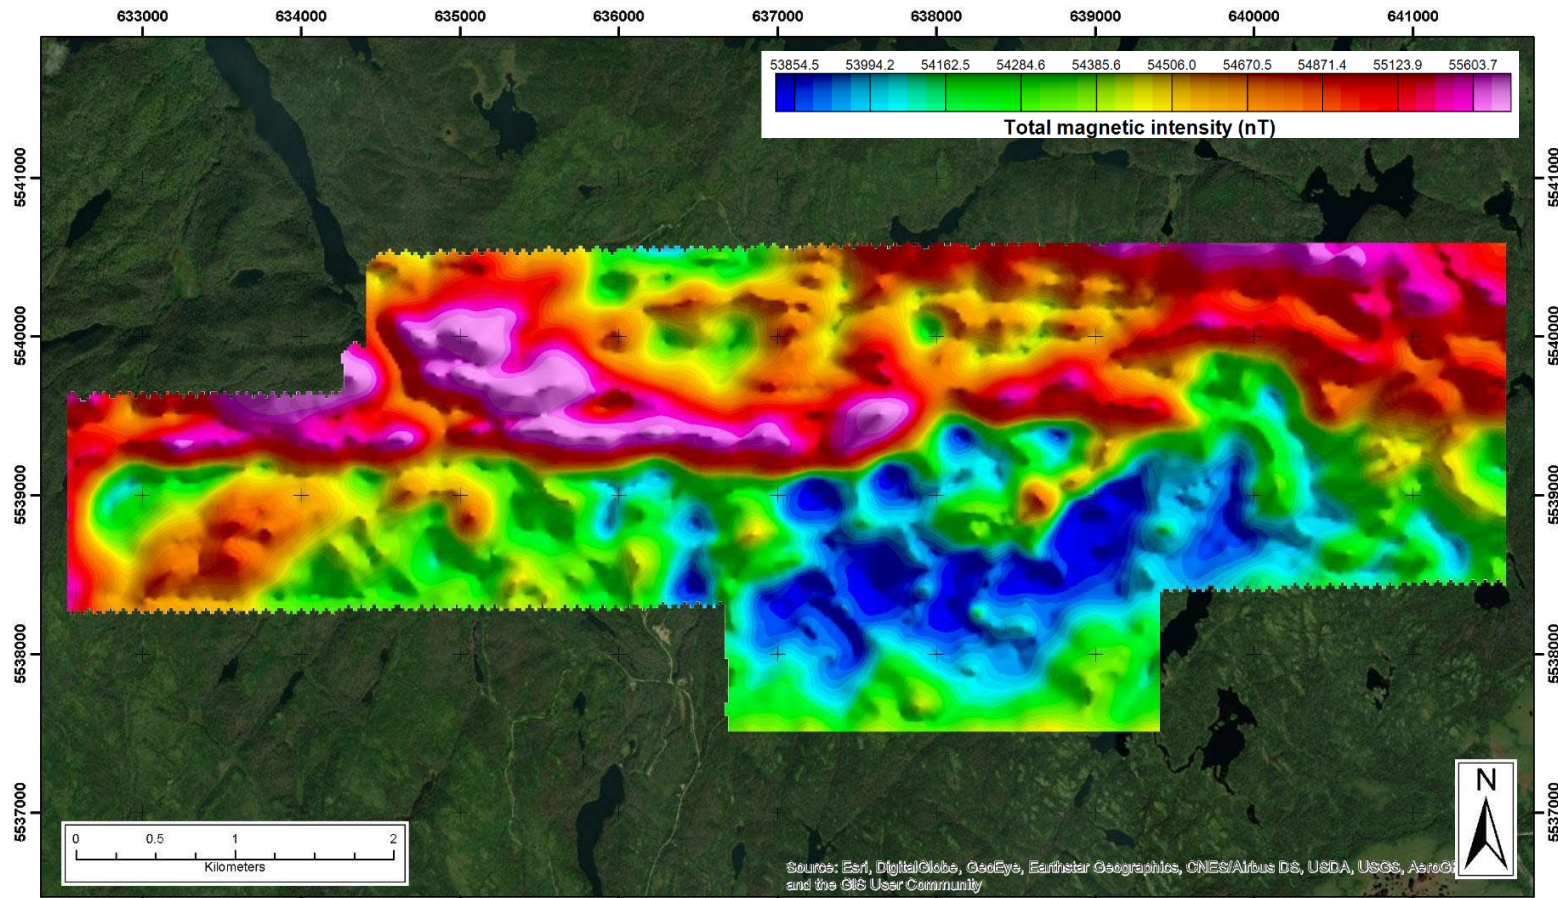 633000 634000 635000 636000 637000 638000 639000 640000 641000
53854.5 53994.2 54162.5 54284.6 54385.6 54506.0 54670.5 54871.4 55123.9 55603.7
Total magnetic intensity (nT)
5541000 5541000
5540000 5540000
5539000 5539000
5538000 5538000
5537000 5537000
N
0 0.5 1 2
Kilometers
Source: Esri, DigitalGlobe, GeoEye, Earthstar Geographics, CNES/Airbus DS, USDA, USGS,
and the GIS User Community